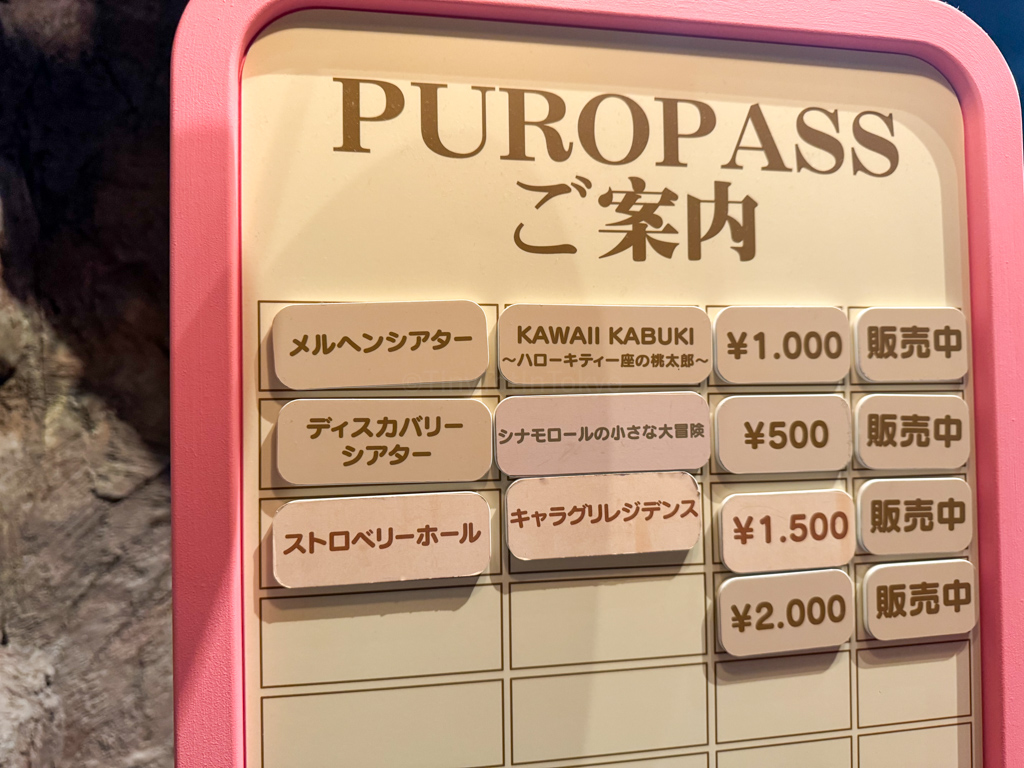 PUROPASS
ご案内
メルヘンシアター
KAWAII KABUKI
～ハローキティ一座の桃太郎～
¥1.000
販売中
ディスカバリー
シアター
シナモロールの小さな大冒険
¥500
販売中
ストロベリーホール
キャラグリレジデンス
¥1.500
販売中
¥2.000
販売中